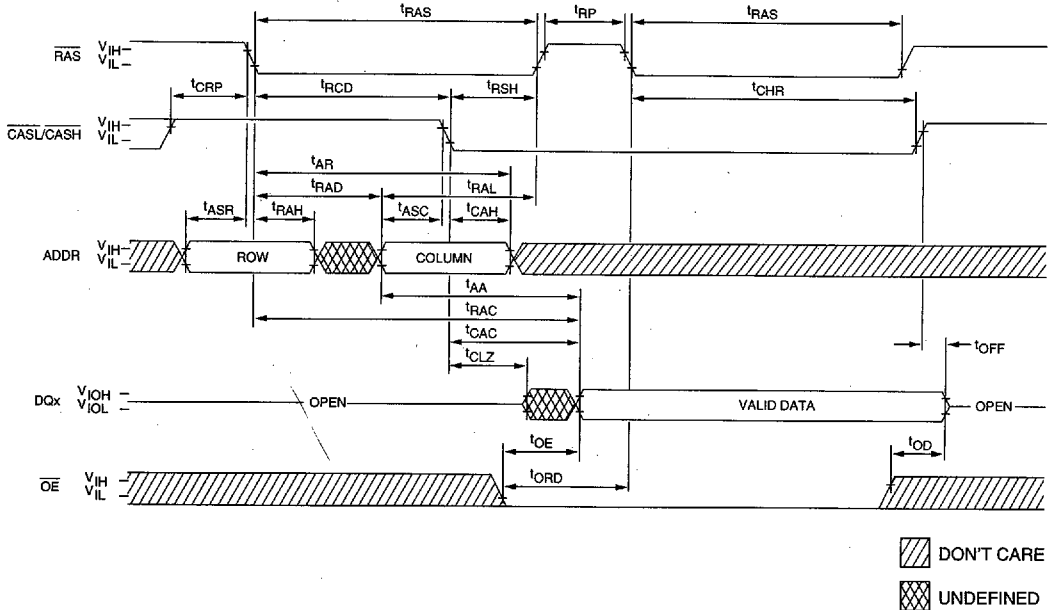 tRAS tRP tRAS
RAS VIH
VIL
tCRP tRCD tRSH tCHR
CASL/CASH VIH
VIL
tAR
tRAD tRAL
tASR tRAH tASC tCAH
ADDR VIH
VIL
ROW COLUMN
tAA
tRAC
tCAC
tCLZ tOFF
DQx VIOH
VIOL
OPEN VALID DATA OPEN
tOE tOD
tORD
OE VIH
VIL
DON'T CARE
UNDEFINED